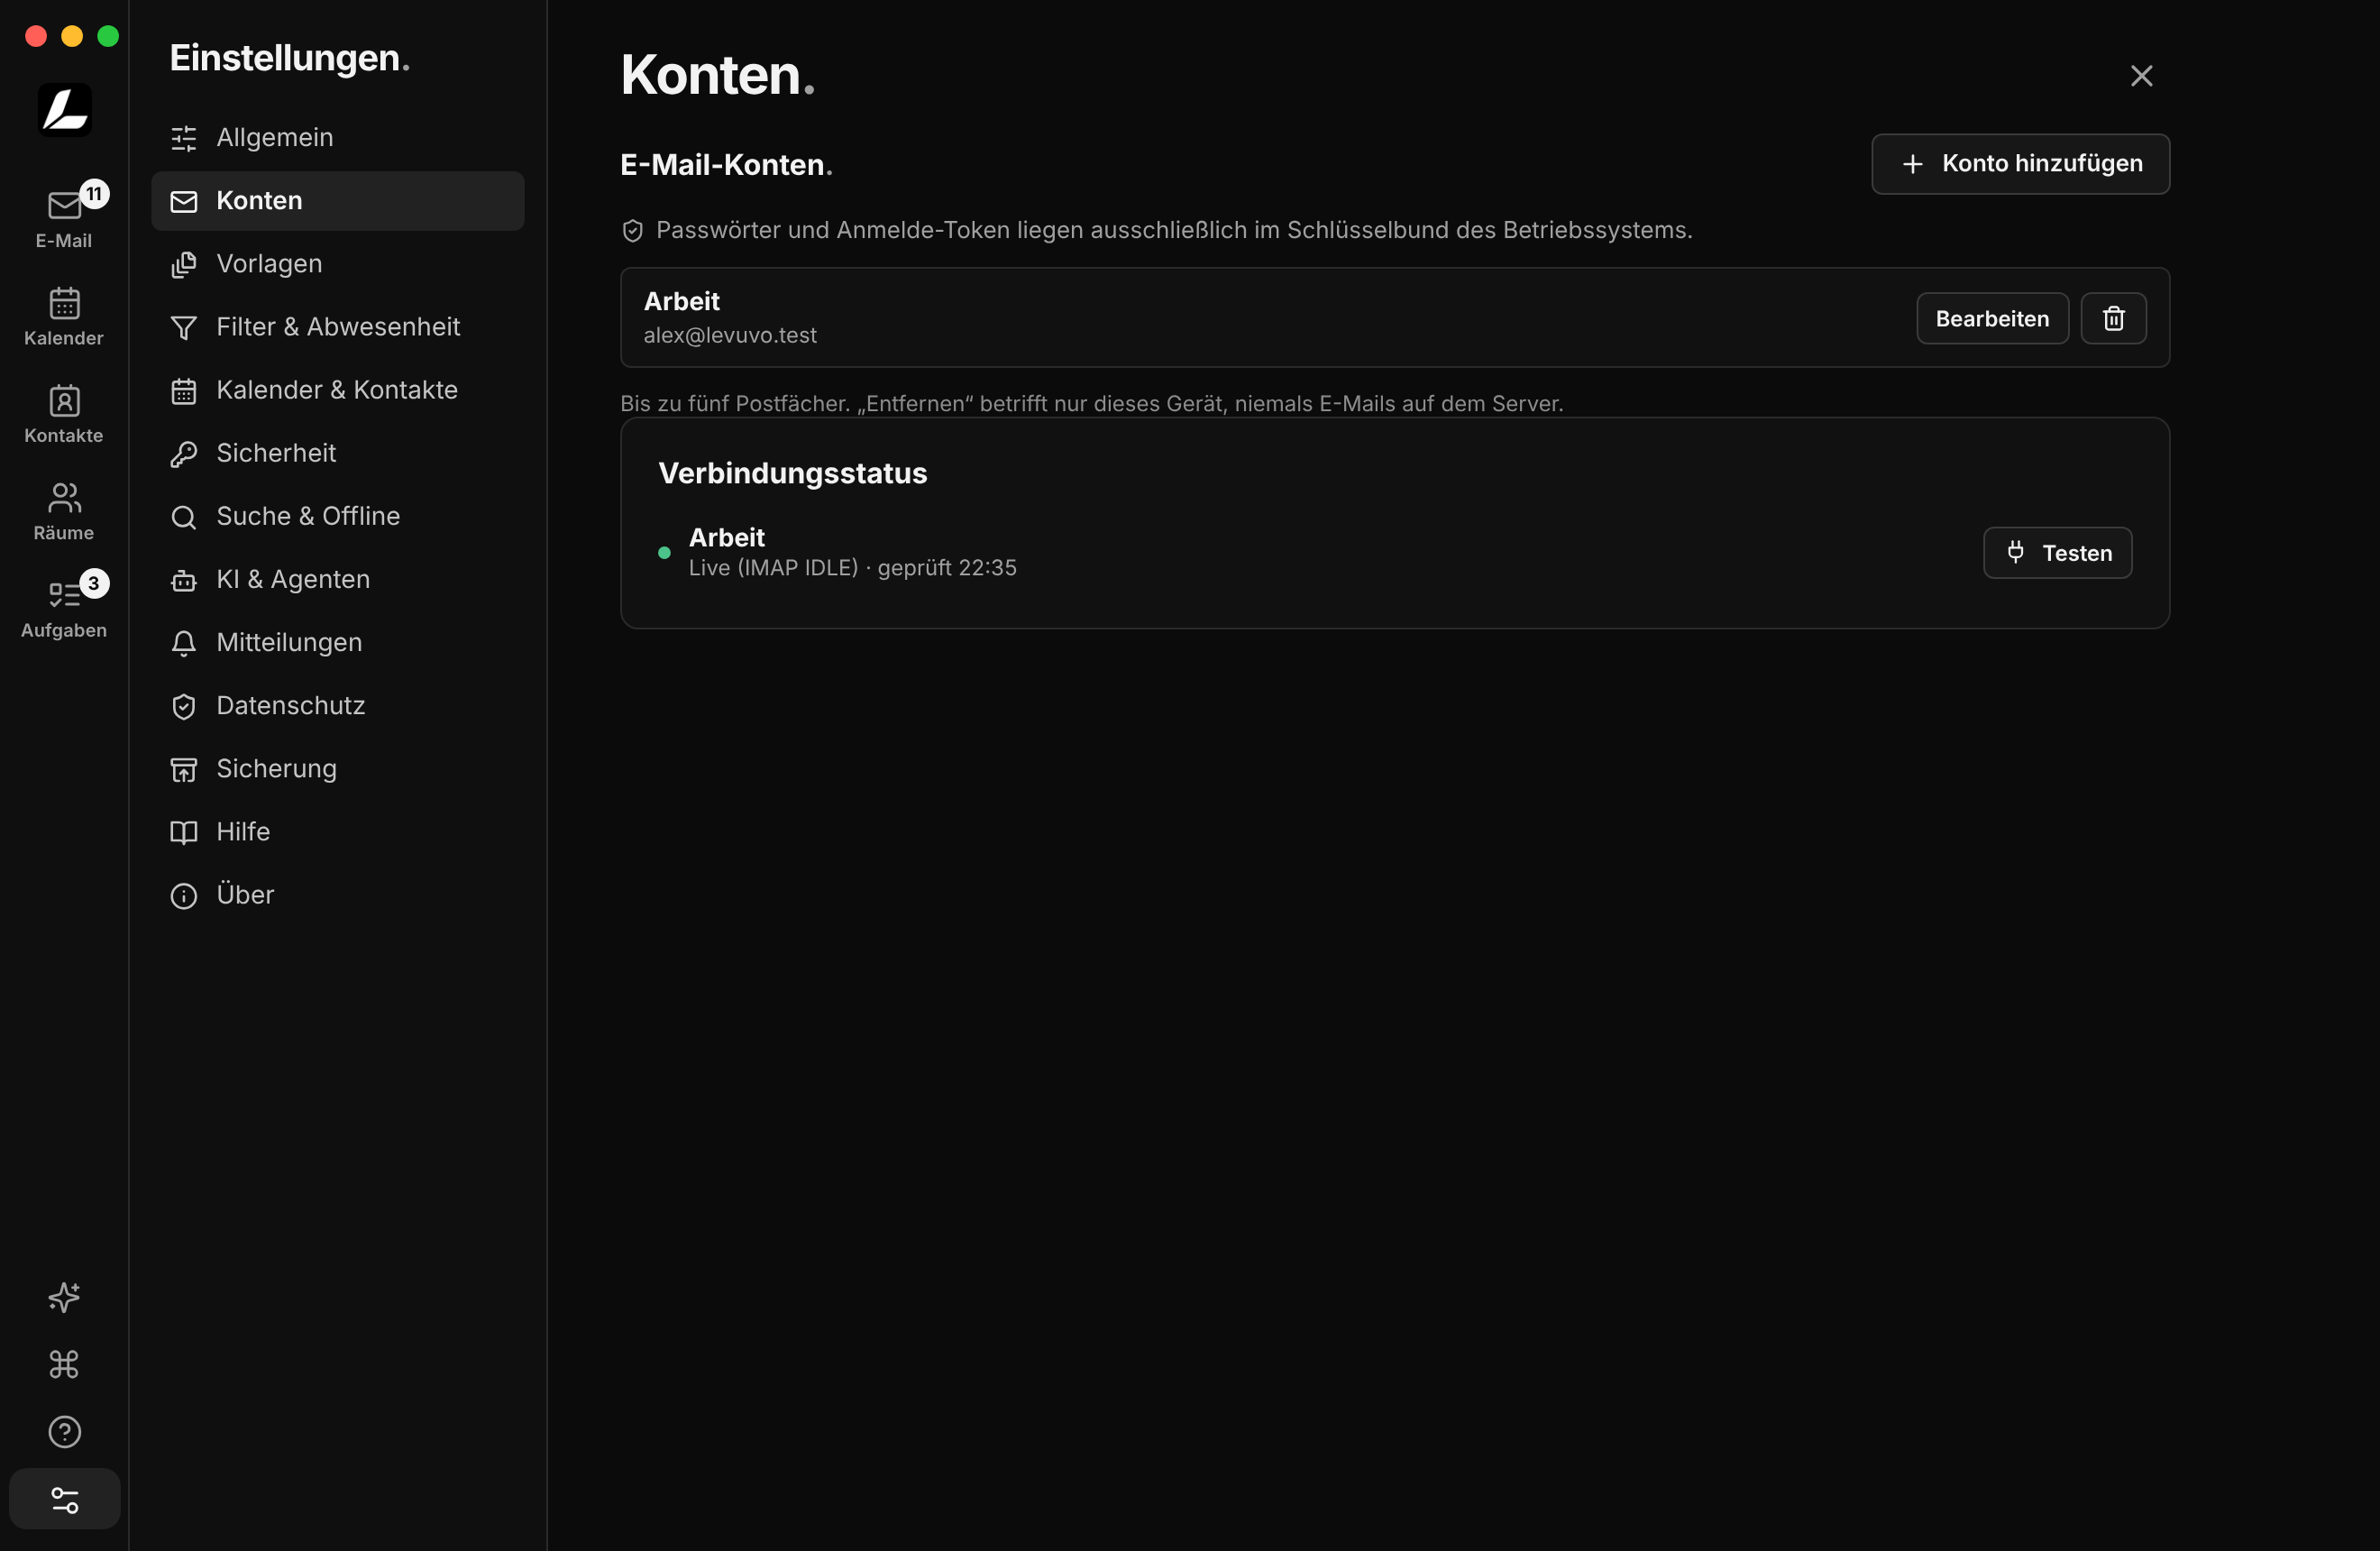 Einstellungen.
Allgemein
Konten
Vorlagen
Filter & Abwesenheit
Kalender & Kontakte
Sicherheit
Suche & Offline
KI & Agenten
Mitteilungen
Datenschutz
Sicherung
Hilfe
Über
11
E-Mail
Kalender
Kontakte
Räume
3
Aufgaben
Konten.
E-Mail-Konten.
Konto hinzufügen
Passwörter und Anmelde-Token liegen ausschließlich im Schlüsselbund des Betriebssystems.
Arbeit
alex@levuvo.test
Bearbeiten
Bis zu fünf Postfächer. „Entfernen“ betrifft nur dieses Gerät, niemals E-Mails auf dem Server.
Verbindungsstatus
Arbeit
Live (IMAP IDLE) · geprüft 22:35
Testen